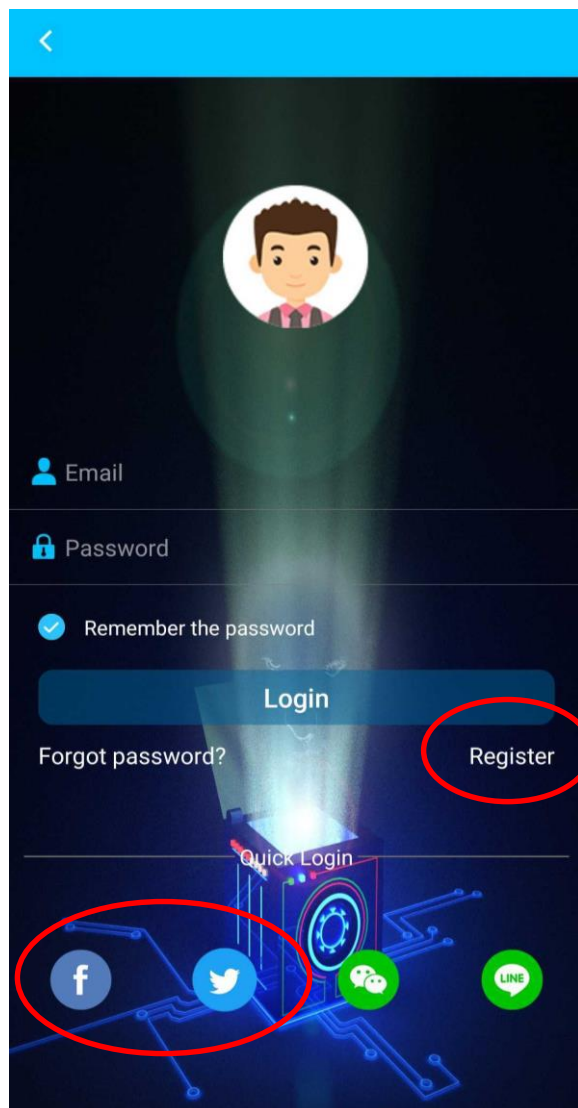 Email
Password
Remember the password
Login
Forgot password? Register
Quick Login
f LINE